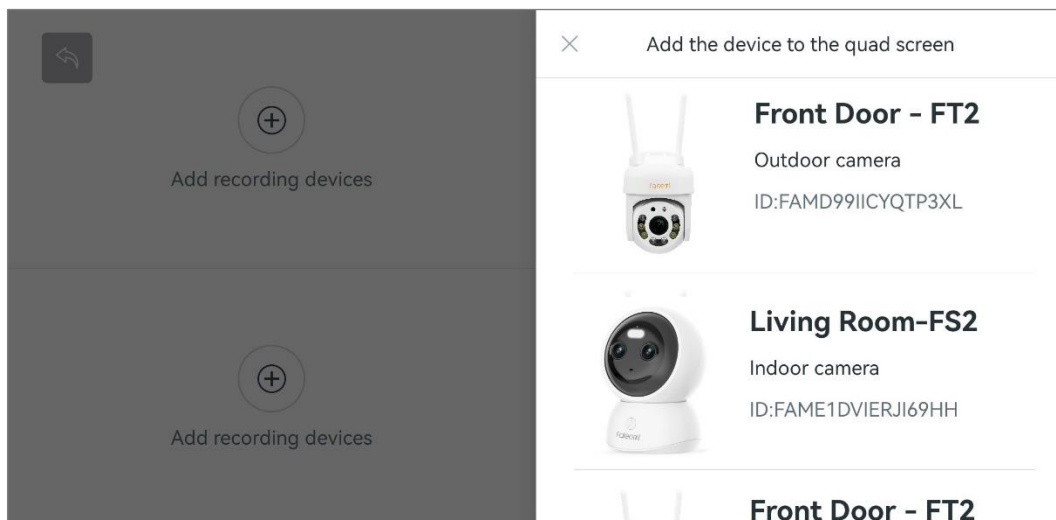 Add recording devices
Add recording devices
Add the device to the quad screen
Front Door - FT2
Outdoor camera
ID:FAMD99IICYQTP3XL
Living Room-FS2
Indoor camera
ID:FAME1DVIERJI69HH
Front Door - FT2